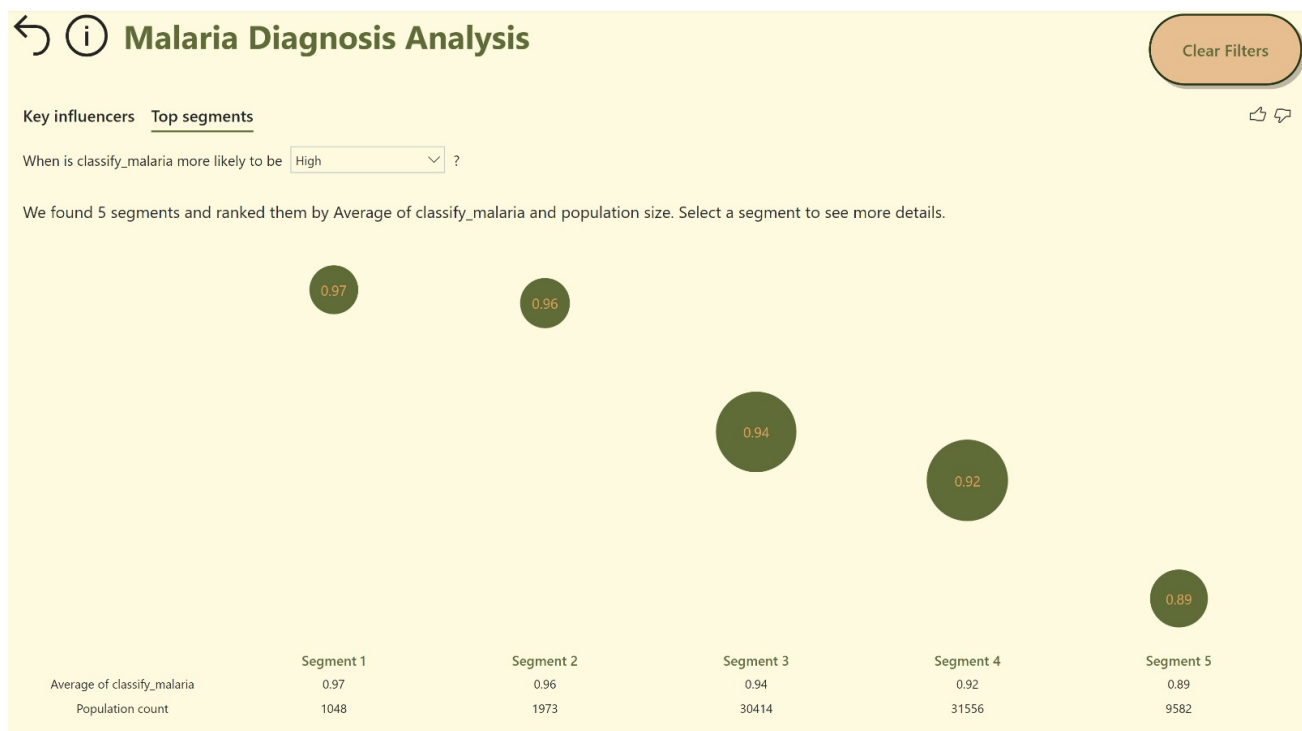 Malaria Diagnosis Analysis
Clear Filters
Key influencers Top segments
When is classify_malaria more likely to be High ?
We found 5 segments and ranked them by Average of classify_malaria and population size. Select a segment to see more details.
0.97
0.96
0.94
0.92
0.89
Segment 1 Segment 2 Segment 3 Segment 4 Segment 5
Average of classify_malaria 0.97 0.96 0.94 0.92 0.89
Population count 1048 1973 30414 31556 9582